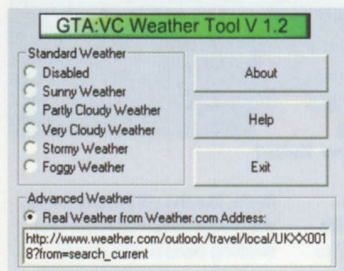 GTA:VC Weather Tool V 1.2
Standard Weather
Disabled
Sunny Weather
Partly Cloudy Weather
Very Cloudy Weather
Stormy Weather
Foggy Weather
About
Help
Exit
Advanced Weather
Real Weather from Weather.com Address:
http://www.weather.com/outlook/travel/local/UKXX001
8?from=search_current